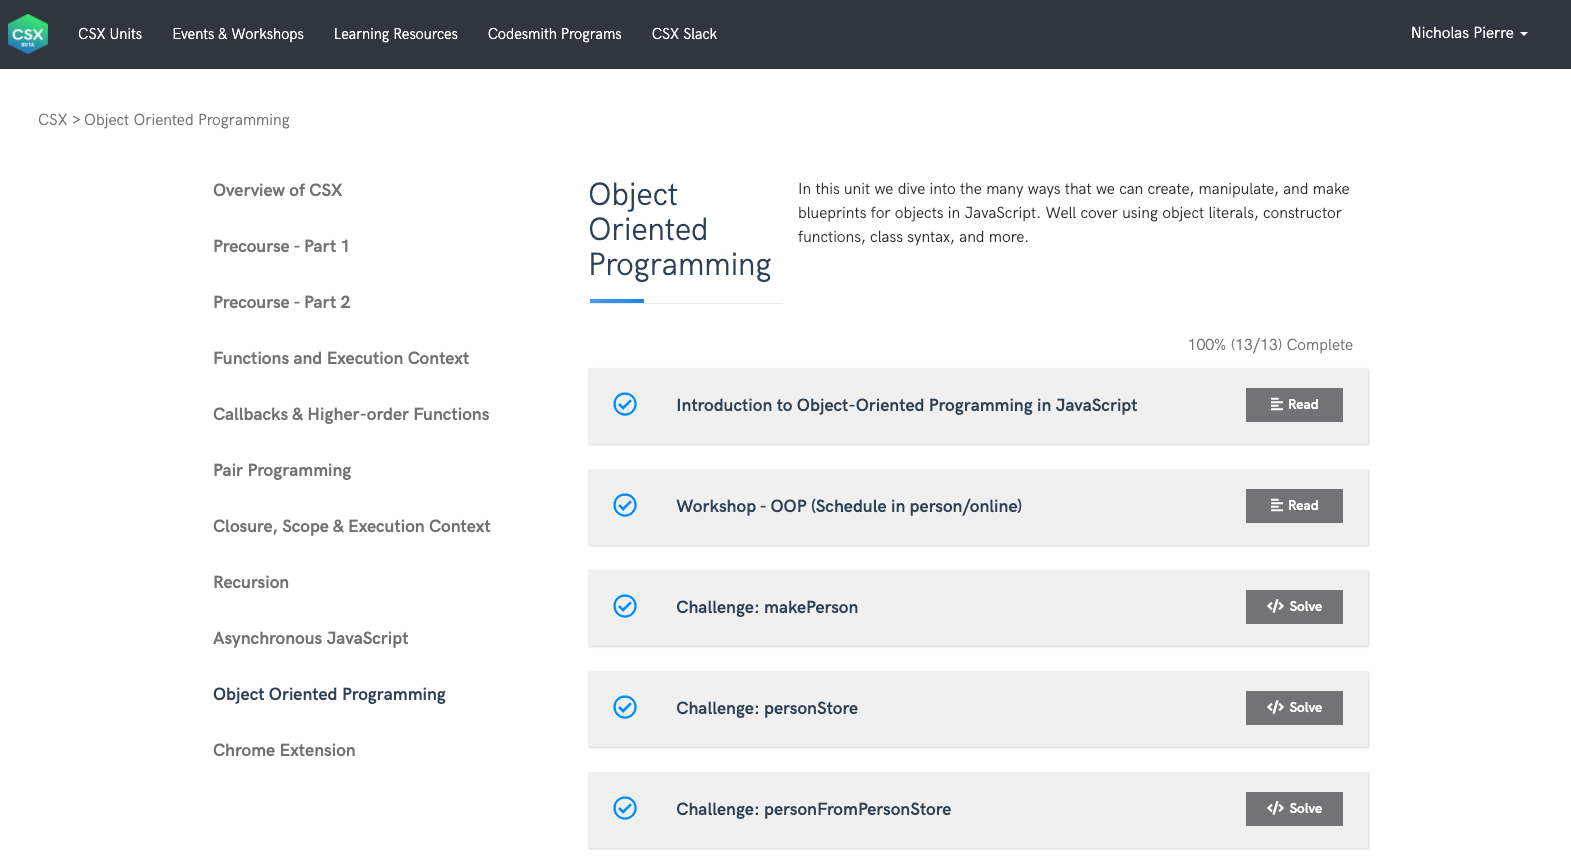 CSX
BETA
CSX Units
Events & Workshops
Learning Resources
Codesmith Programs
CSX Slack
Nicholas Pierre
CSX > Object Oriented Programming
Overview of CSX
Precourse - Part 1
Precourse - Part 2
Functions and Execution Context
Callbacks & Higher-order Functions
Pair Programming
Closure, Scope & Execution Context
Recursion
Asynchronous JavaScript
Object Oriented Programming
Chrome Extension
Object
Oriented
Programming
In this unit we dive into the many ways that we can create, manipulate, and make
blueprints for objects in JavaScript. Well cover using object literals, constructor
functions, class syntax, and more.
100% (13/13) Complete
Introduction to Object-Oriented Programming in JavaScript
Read
Workshop - OOP (Schedule in person/online)
Read
Challenge: makePerson
</> Solve
Challenge: personStore
</> Solve
Challenge: personFromPersonStore
</> Solve